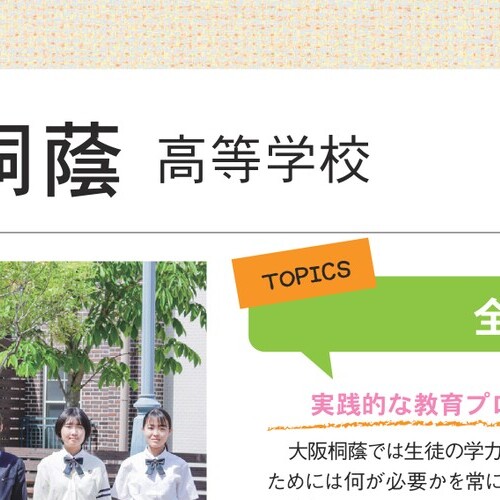 桐蔭 高等学校
TOPICS
全
実践的な教育プロ
大阪桐蔭では生徒の学力
ためには何が必要かを常に